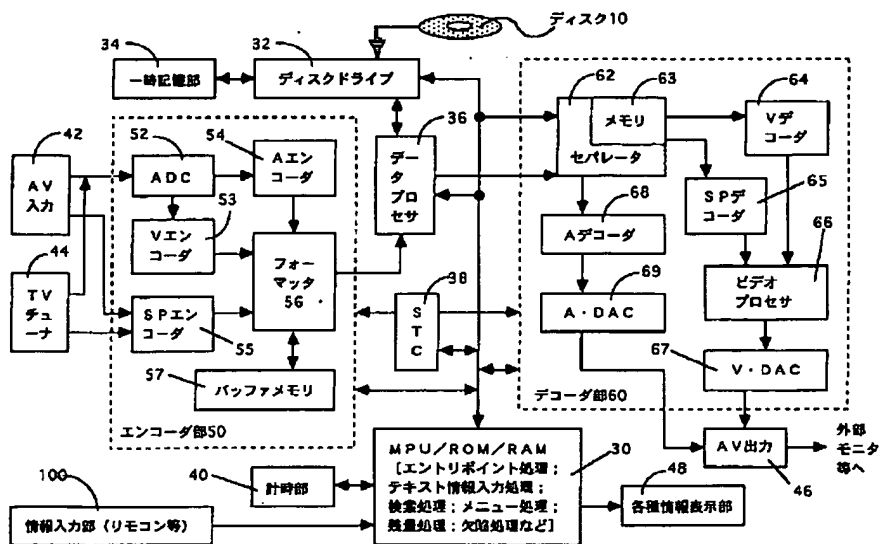 ディスク10
34
32
一時記憶部
ディスクドライブ
62
63
64
メモリ
Vデ
コーダ
セパレータ
36
データプロセサ
42
AV
入力
52
ADC
54
Aエン
コーダ
53
Vエン
コーダ
44
TV
チューナ
フォー
マッタ
56
SPエン
コーダ
55
57
バッファメモリ
エンコーダ部50
38
STC
68
Aデコーダ
SPデ
コーダ
65
66
69
A・DAC
ビデオ
プロセサ
67
V・DAC
デコーダ部60
MPU/ROM/RAM
[エントリポイント処理;
テキスト情報入力処理;
検索処理;メニュー処理;
残量処理;欠陥処理など]
30
AV出力
46
外部
モニタ
等へ
40
計時部
48
各種情報表示部
100
情報入力部(リモコン等)